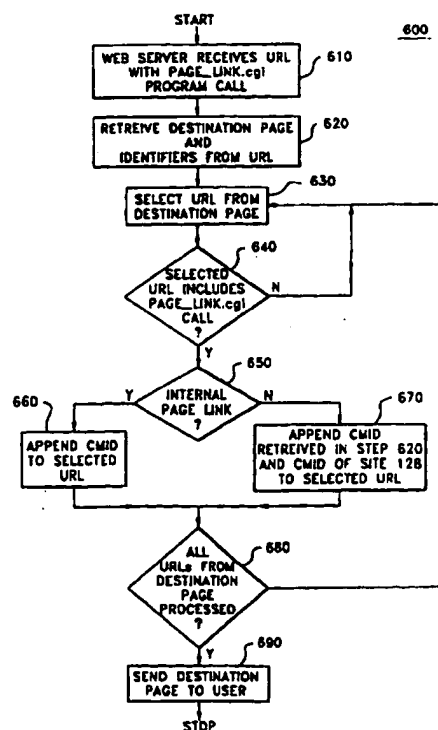 START
600
WEB SERVER RECEIVES URL
WITH PAGE_LINK.cgi
PROGRAM CALL
610
RETREIVE DESTINATION PAGE
AND
IDENTIFIERS FROM URL
620
SELECT URL FROM
DESTINATION PAGE
630
SELECTED
URL INCLUDES
PAGE_LINK.cgi
CALL
?
640
N
Y
INTERNAL
PAGE LINK
?
650
Y
N
660
APPEND CMID
TO SELECTED
URL
670
APPEND CMID
RETREIVED IN STEP 620
AND CMID OF SITE 128
TO SELECTED URL
ALL
URLs FROM
DESTINATION
PAGE
PROCESSED
?
680
Y
SEND DESTINATION
PAGE TO USER
690
STOP